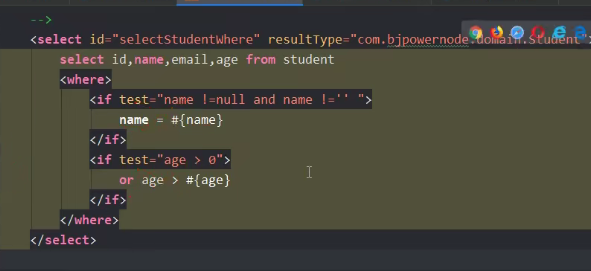 -->
<select id="selectStudentWhere" resultType="com.bjpowernode.domain.Student">
select id,name,email,age from student
<where>
<if test="name !=null and name !='' ">
name = #{name}
</if>
<if test="age > 0">
or age > #{age}
</if>
</where>
</select>